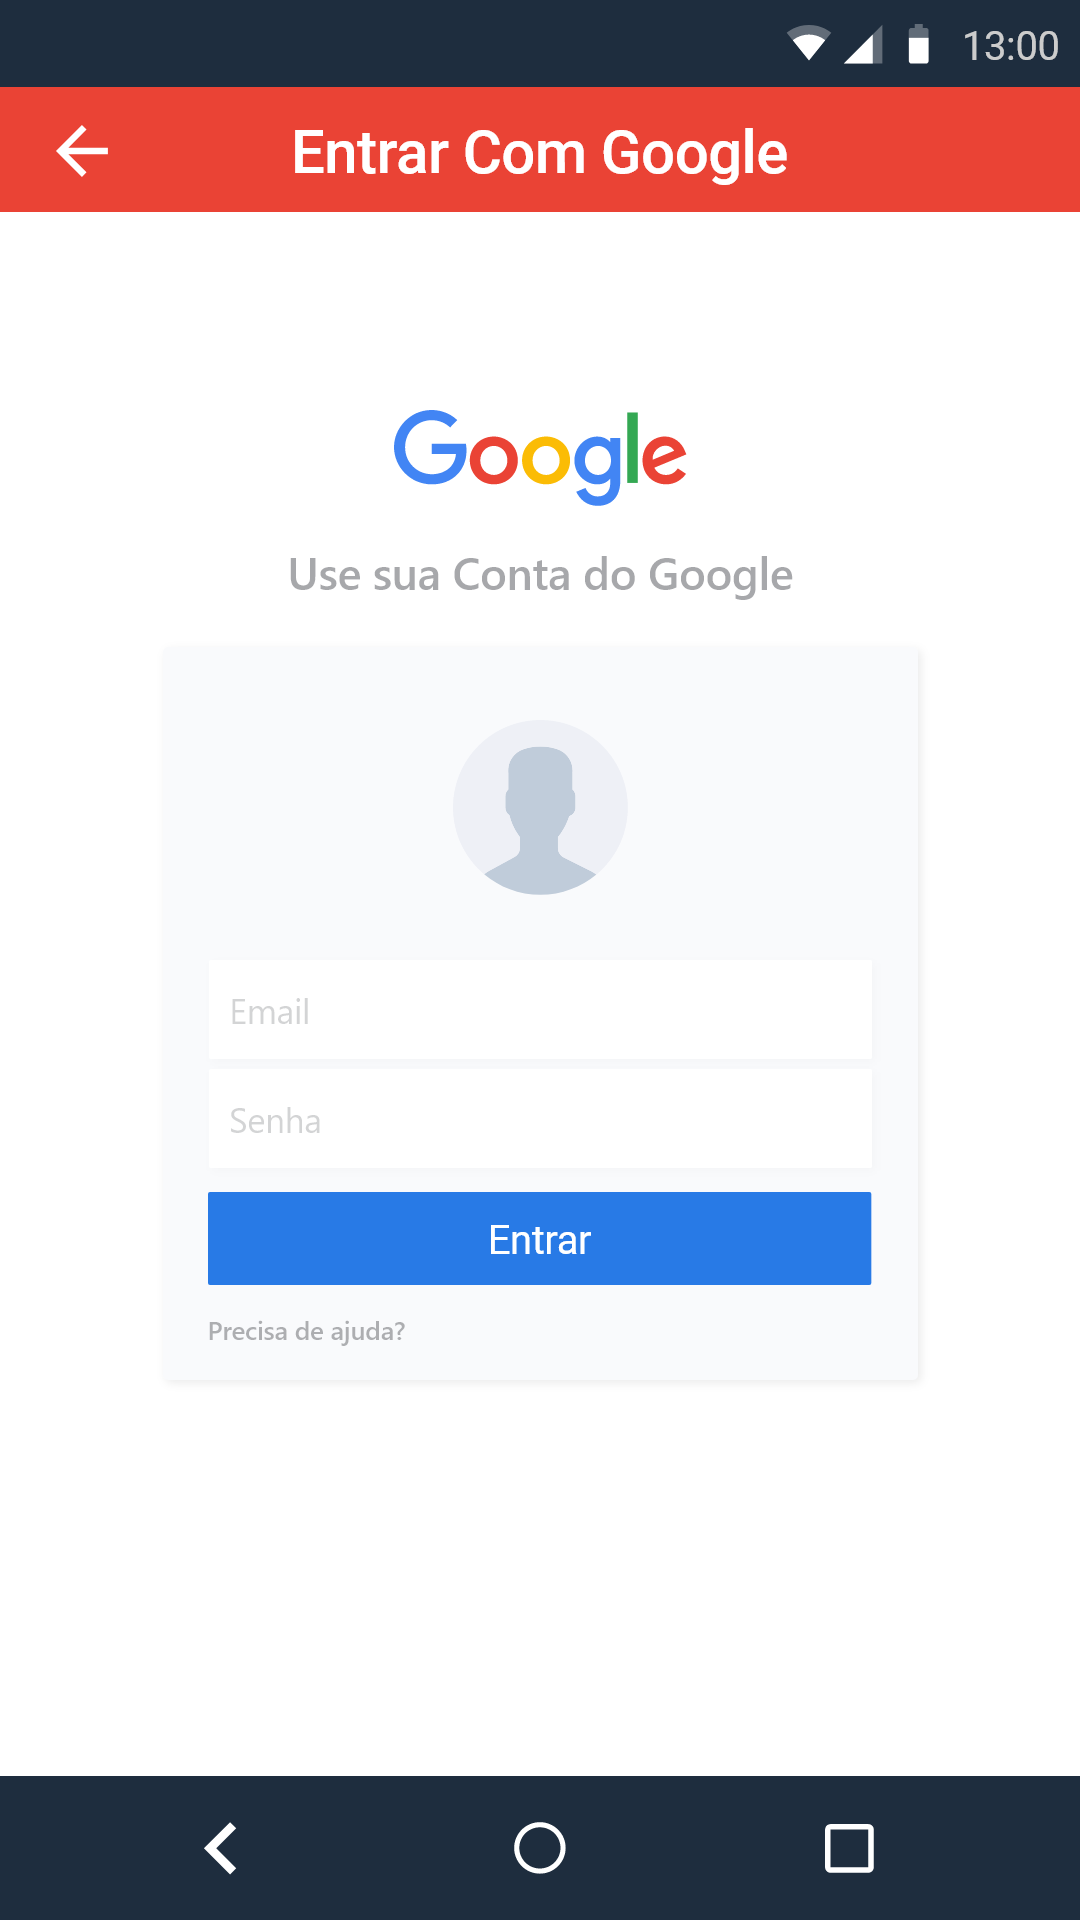 13:00
Entrar Com Google
Google
Use sua Conta do Google
Email
Senha
Entrar
Precisa de ajuda?